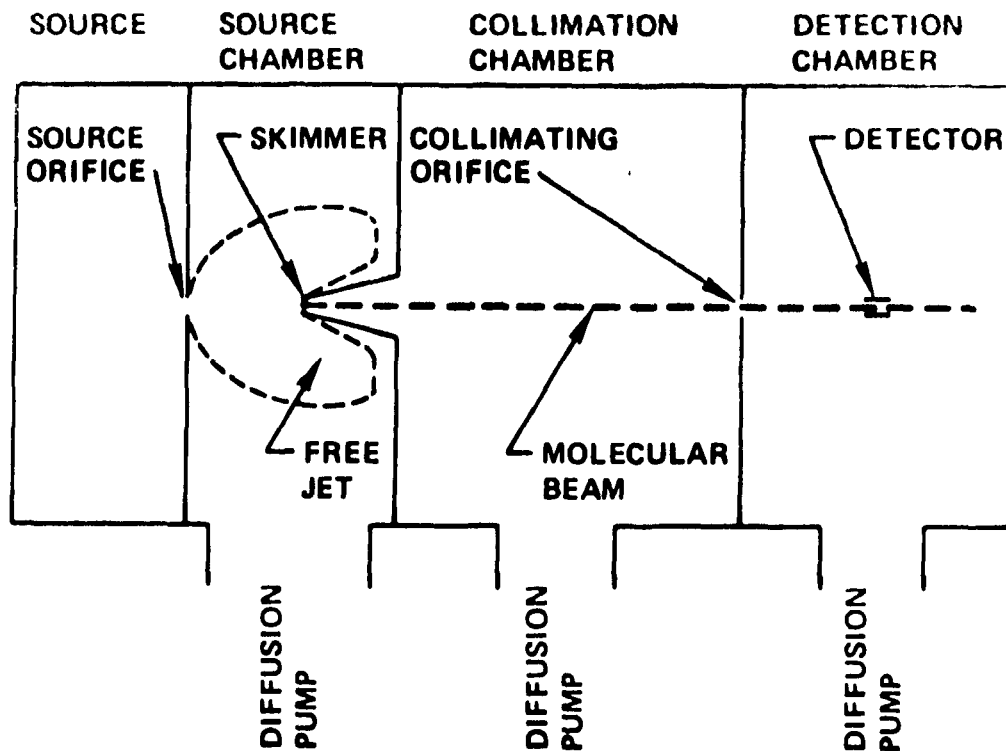 SOURCE
SOURCE
CHAMBER
COLLIMATION
CHAMBER
DETECTION
CHAMBER
SOURCE
ORIFICE
SKIMMER
COLLIMATING
ORIFICE
DETECTOR
FREE
JET
MOLECULAR
BEAM
DIFFUSION
PUMP
DIFFUSION
PUMP
DIFFUSION
PUMP